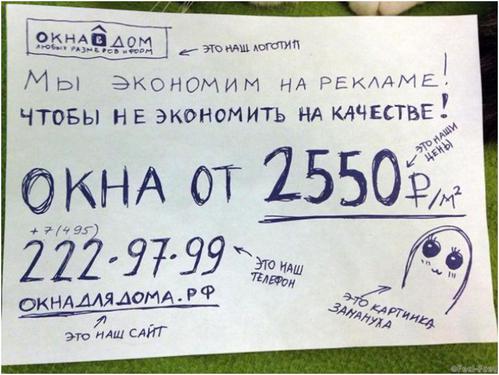 ОКНА В ДОМ
ЛЮБЫХ РАЗМЕРОВ И ФОРМ
ЭТО НАШ ЛОГОТИП
МЫ ЭКОНОМИМ НА РЕКЛАМЕ!
ЧТОБЫ НЕ ЭКОНОМИТЬ НА КАЧЕСТВЕ!
ЭТО НАШИ
ЦЕНЫ
ОКНА ОТ 2550 ₽/М²
+7(495)
222-97-99
ЭТО НАШ
ТЕЛЕФОН
ОКНАДЛЯДОМА.РФ
ЭТО НАШ САЙТ
ЭТО КАРТИНКА
ЗАМАНУХА